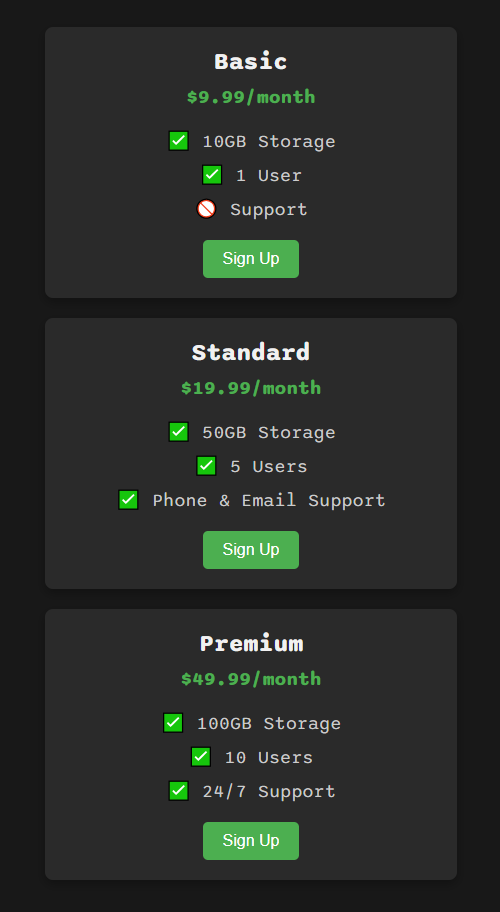 Basic
$9.99/month
✅ 10GB Storage
✅ 1 User
🚫 Support
Sign Up
Standard
$19.99/month
✅ 50GB Storage
✅ 5 Users
✅ Phone & Email Support
Sign Up
Premium
$49.99/month
✅ 100GB Storage
✅ 10 Users
✅ 24/7 Support
Sign Up